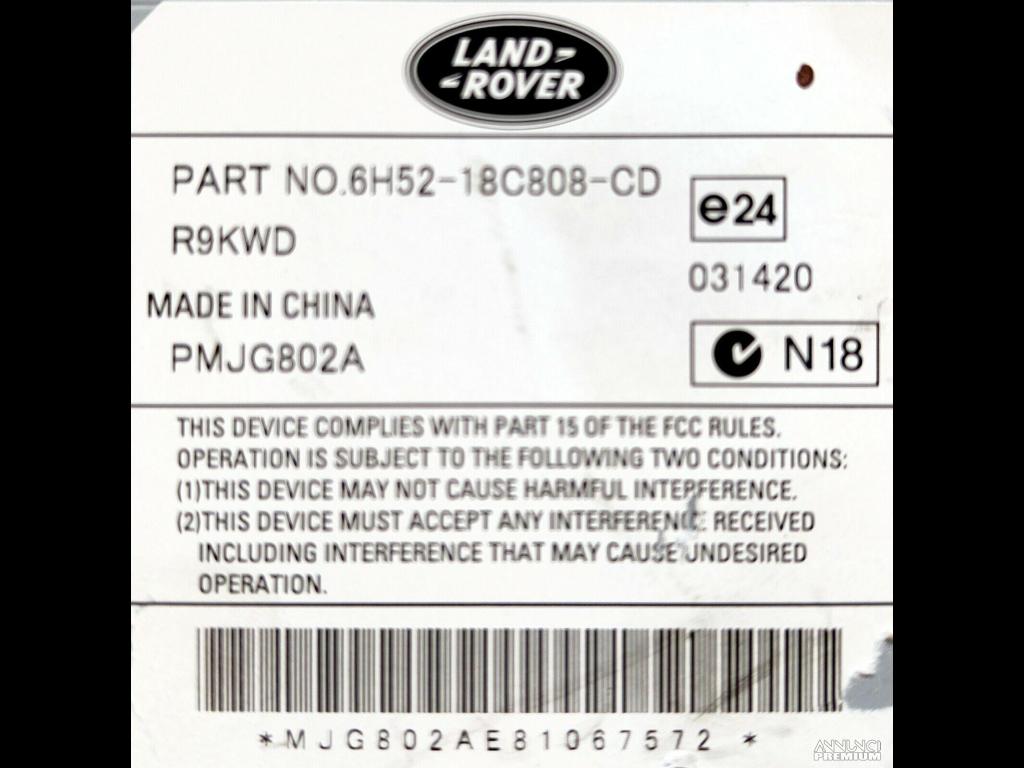 LAND-
-ROVER
PART NO.6H52-18C808-CD
e24
R9KWD
031420
MADE IN CHINA
PMJG802A
N18
THIS DEVICE COMPLIES WITH PART 15 OF THE FCC RULES.
OPERATION IS SUBJECT TO THE FOLLOWING TWO CONDITIONS:
(1)THIS DEVICE MAY NOT CAUSE HARMFUL INTERFERENCE.
(2)THIS DEVICE MUST ACCEPT ANY INTERFERENCE RECEIVED
INCLUDING INTERFERENCE THAT MAY CAUSE UNDESIRED
OPERATION.
*MJG802AE81067572 *
ANNUNCI
PREMIUM